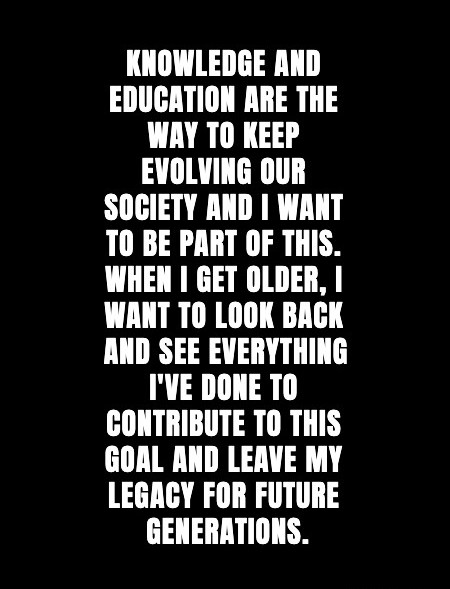 KNOWLEDGE AND
EDUCATION ARE THE
WAY TO KEEP
EVOLVING OUR
SOCIETY AND I WANT
TO BE PART OF THIS.
WHEN I GET OLDER, I
WANT TO LOOK BACK
AND SEE EVERYTHING
I'VE DONE TO
CONTRIBUTE TO THIS
GOAL AND LEAVE MY
LEGACY FOR FUTURE
GENERATIONS.